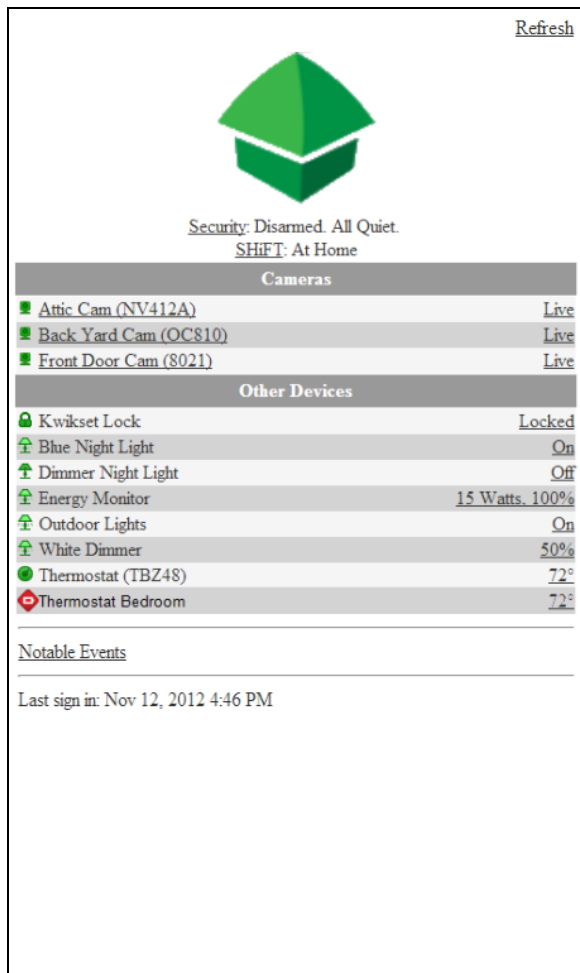 Refresh
Security: Disarmed. All Quiet.
SHiFT: At Home
Cameras
Attic Cam (NV412A) Live
Back Yard Cam (OC810) Live
Front Door Cam (8021) Live
Other Devices
Kwikset Lock Locked
Blue Night Light On
Dimmer Night Light Off
Energy Monitor 15 Watts, 100%
Outdoor Lights On
White Dimmer 50%
Thermostat (TBZ48) 72°
Thermostat Bedroom 72°
Notable Events
Last sign in: Nov 12, 2012 4:46 PM